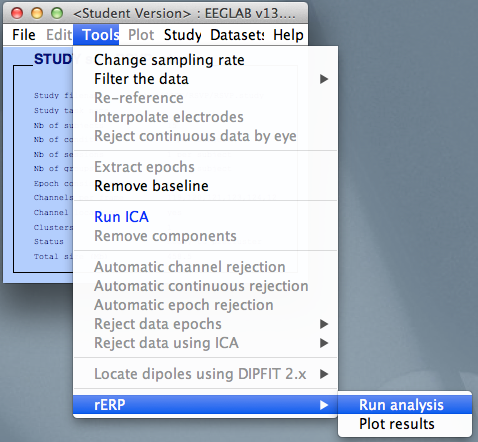 <Student Version> : EEGLAB v13....
File Edit Tools Plot Study Datasets Help
STUD
Study fi
Study ta
Nb of su
Nb of co
Nb of se
Nb of gr
Epoch co
Channels
Channel
Clusters
Status
Total si
Change sampling rate
Filter the data
Re-reference
Interpolate electrodes
Reject continuous data by eye
Extract epochs
Remove baseline
Run ICA
Remove components
Automatic channel rejection
Automatic continuous rejection
Automatic epoch rejection
Reject data epochs
Reject data using ICA
Locate dipoles using DIPFIT 2.x
rERP
Run analysis
Plot results